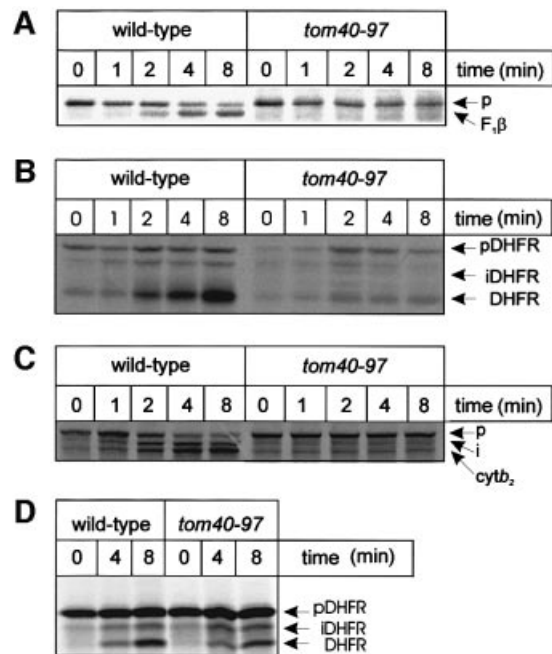 A
wild-type tom40-97
0 1 2 4 8 0 1 2 4 8 time (min)
p
F₁β
B
wild-type tom40-97
0 1 2 4 8 0 1 2 4 8 time (min)
pDHFR
iDHFR
DHFR
C
wild-type tom40-97
0 1 2 4 8 0 1 2 4 8 time (min)
p
i
cytb₂
D
wild-type tom40-97
0 4 8 0 4 8 time (min)
pDHFR
iDHFR
DHFR